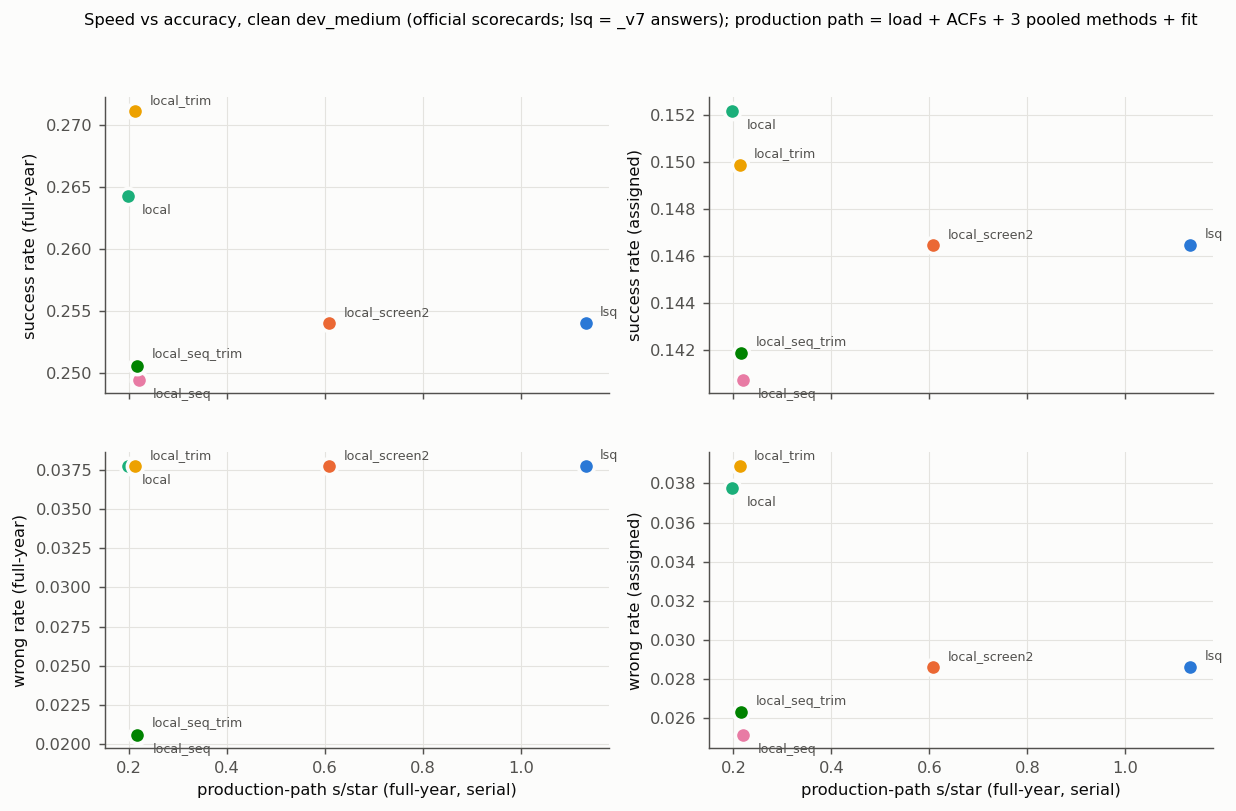 Speed vs accuracy, clean dev_medium (official scorecards; lsq = _v7 answers); production path = load + ACFs + 3 pooled methods + fit
success rate (full-year)
0.270
0.265
0.260
0.255
0.250
local_trim
local
local_screen2
lsq
local_seq_trim
local_seq
success rate (assigned)
0.152
0.150
0.148
0.146
0.144
0.142
local
local_trim
local_screen2
lsq
local_seq_trim
local_seq
wrong rate (full-year)
0.0375
0.0350
0.0325
0.0300
0.0275
0.0250
0.0225
0.0200
local_trim
local
local_screen2
lsq
local_seq_trim
local_seq
0.2 0.4 0.6 0.8 1.0
production-path s/star (full-year, serial)
wrong rate (assigned)
0.038
0.036
0.034
0.032
0.030
0.028
0.026
local_trim
local
local_screen2
lsq
local_seq_trim
local_seq
0.2 0.4 0.6 0.8 1.0
production-path s/star (full-year, serial)